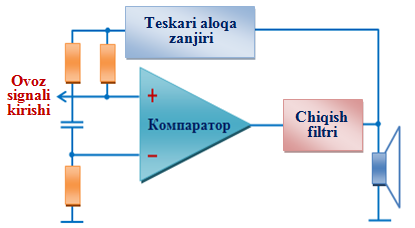 Teskari aloqa
zanjiri
Ovoz
signali
kirishi
+
Компаратор
−
Chiqish
filtri